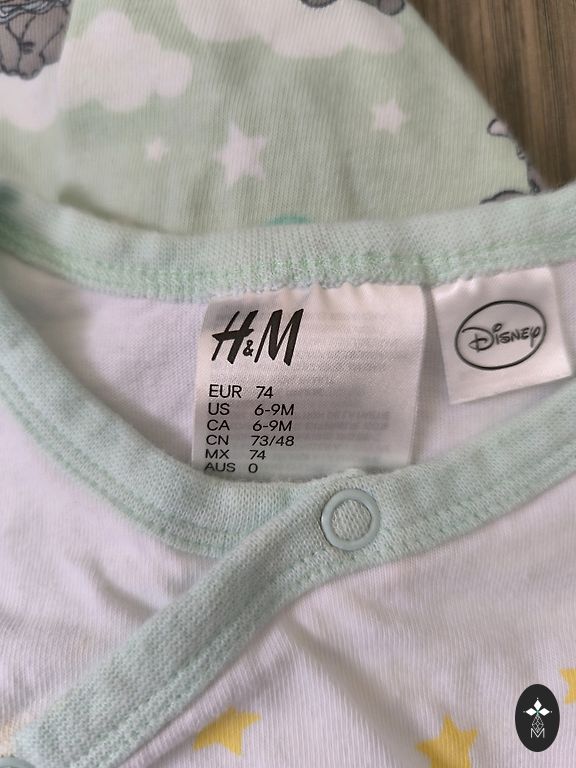 H&M
Disney
EUR 74
US 6-9M
CA 6-9M
CN 73/48
MX 74
AUS 0
M